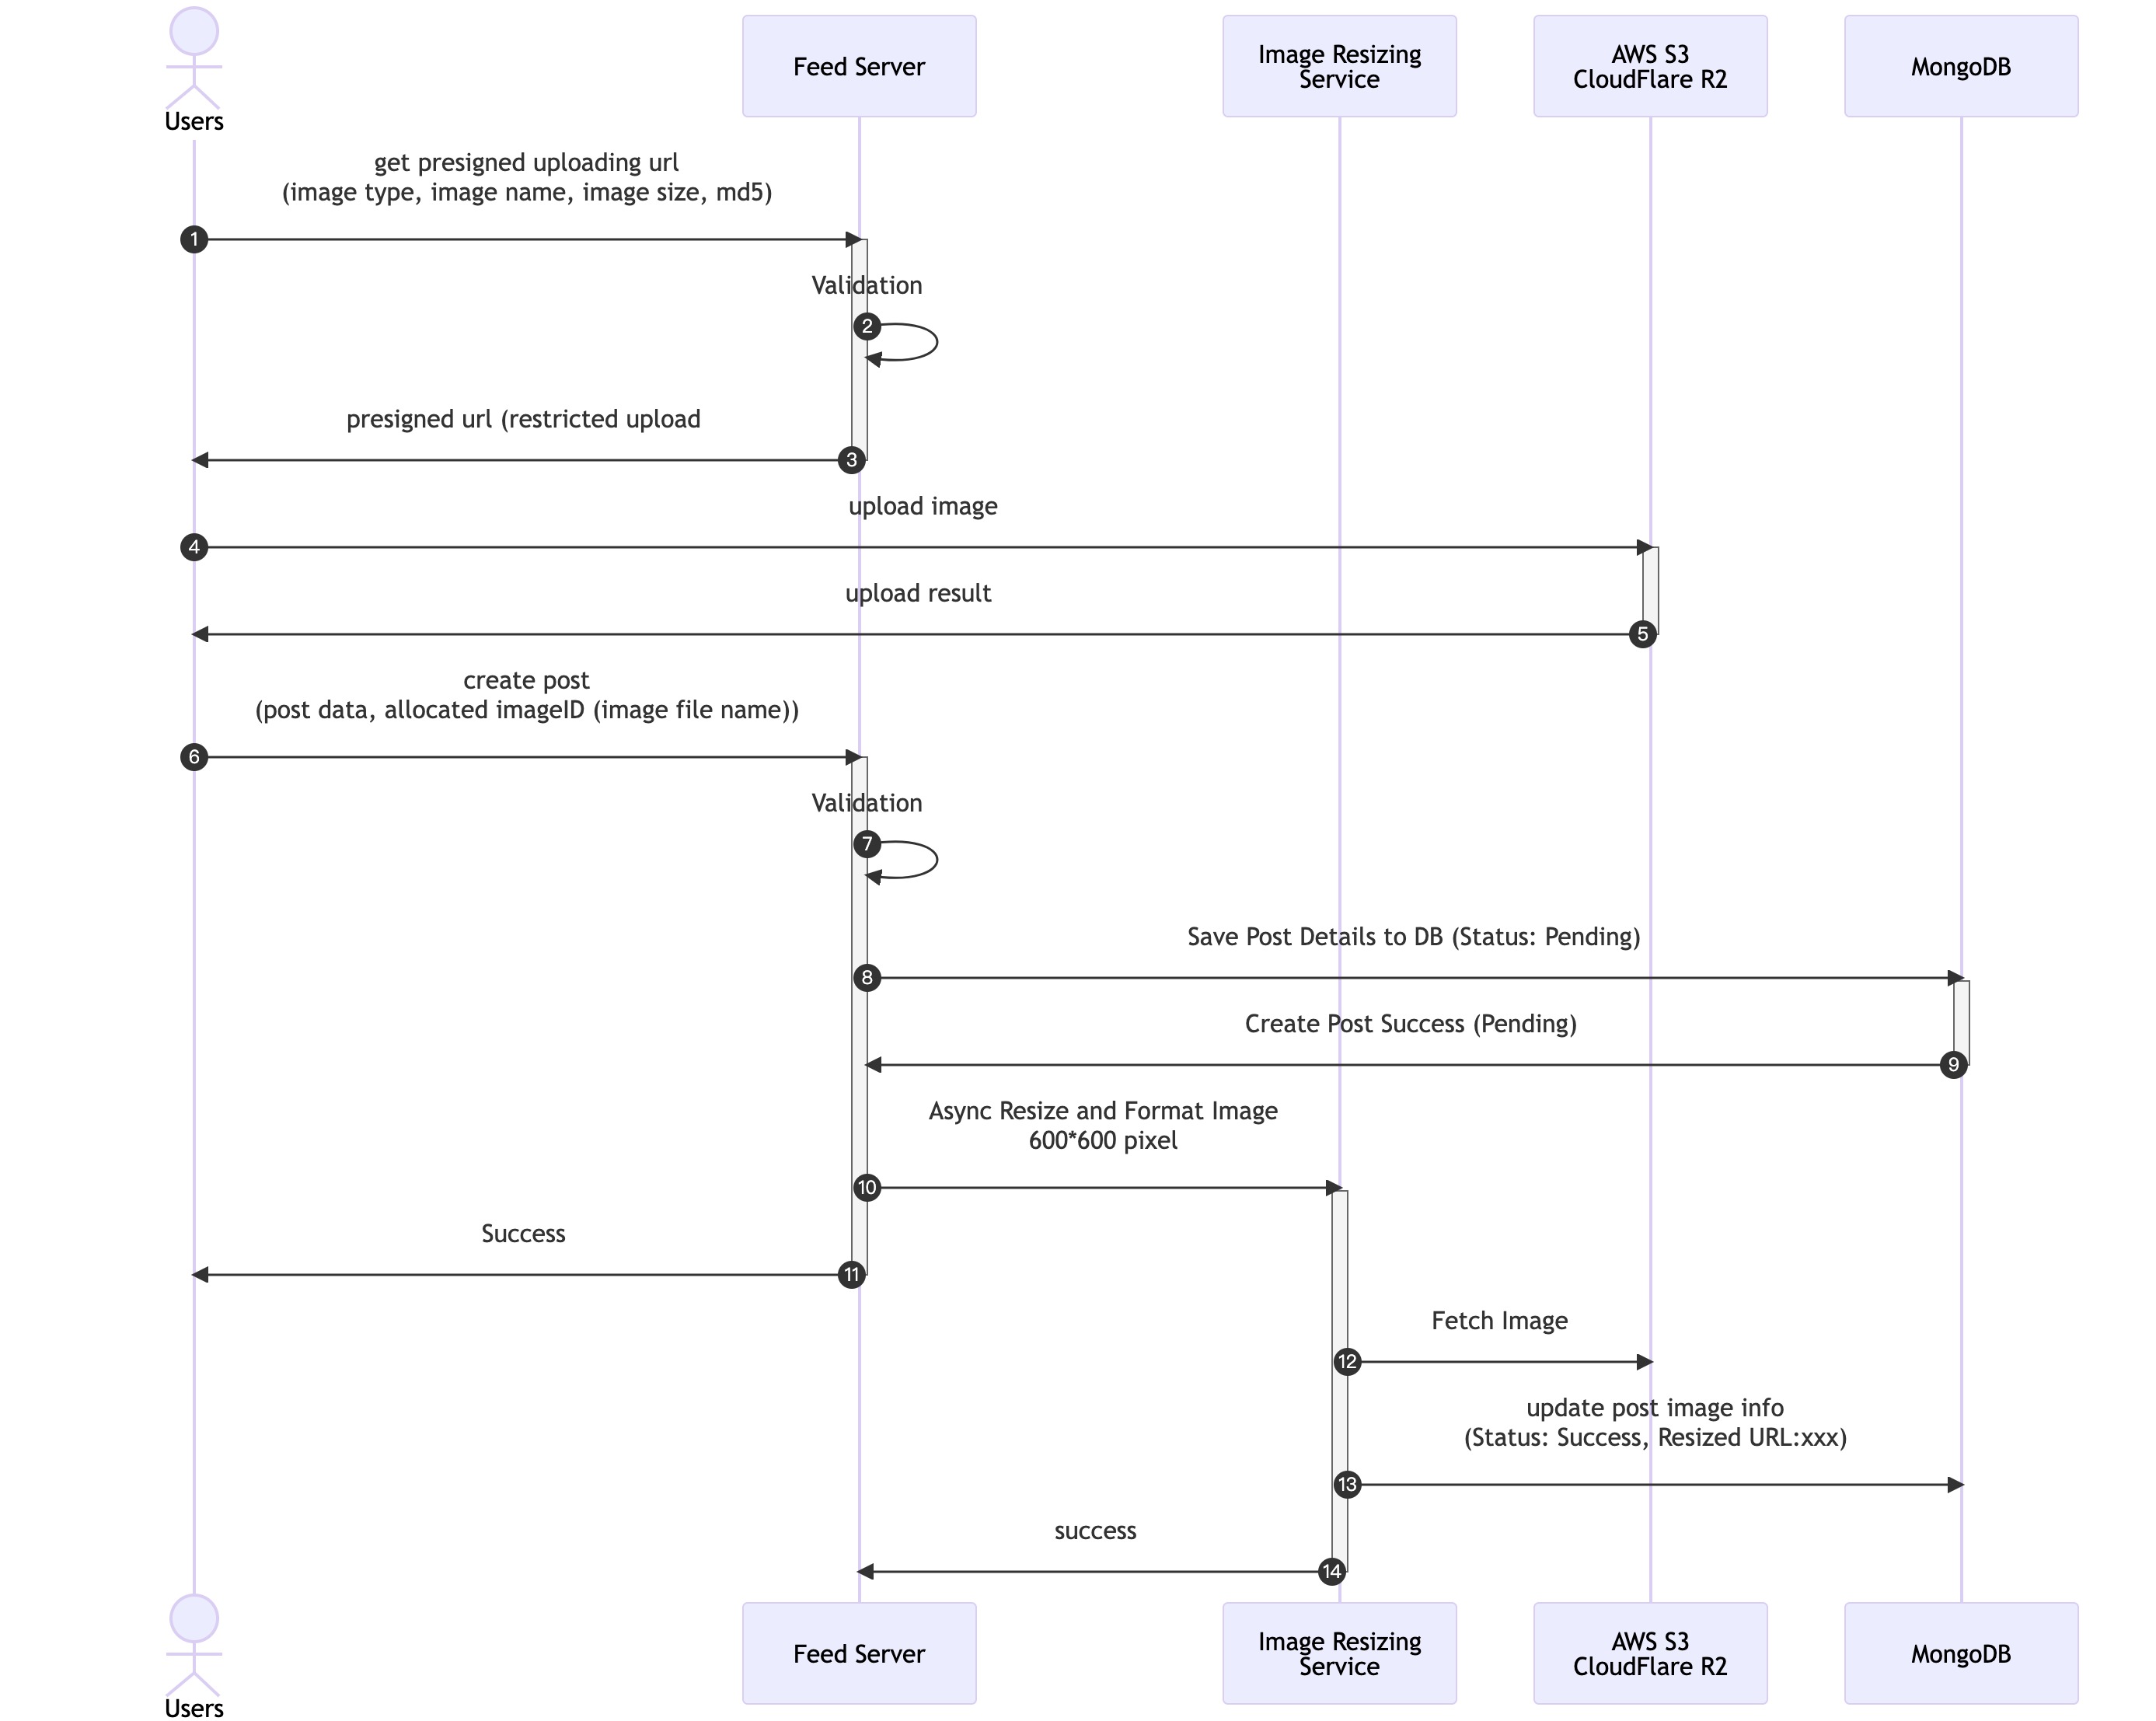 Users
Feed Server
Image Resizing
Service
AWS S3
CloudFlare R2
MongoDB
get presigned uploading url
(image type, image name, image size, md5)
1
Validation
2
presigned url (restricted upload
3
upload image
4
upload result
5
create post
(post data, allocated imageID (image file name))
6
Validation
7
Save Post Details to DB (Status: Pending)
8
Create Post Success (Pending)
9
Async Resize and Format Image
600*600 pixel
10
Success
11
Fetch Image
12
update post image info
(Status: Success, Resized URL:xxx)
13
success
14
Users
Feed Server
Image Resizing
Service
AWS S3
CloudFlare R2
MongoDB